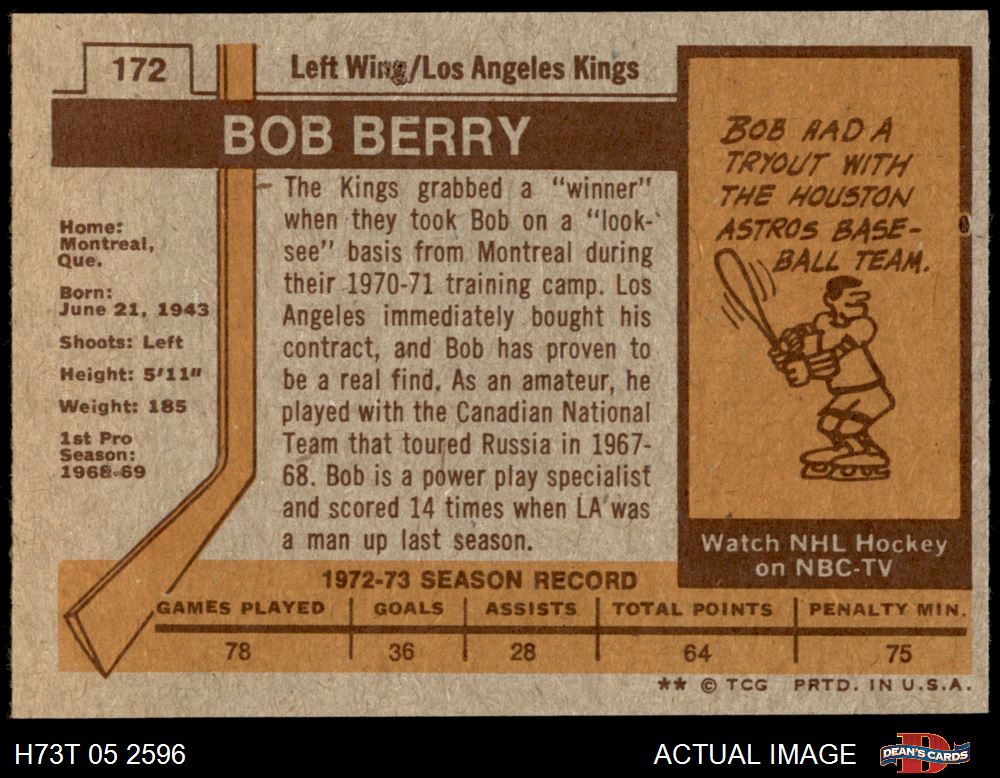 172
Left Wing/Los Angeles Kings
BOB BERRY
Home:
Montreal,
Que.
Born:
June 21, 1943
Shoots: Left
Height: 5'11"
Weight: 185
1st Pro
Season:
1968-69
The Kings grabbed a "winner"
when they took Bob on a "look-
see" basis from Montreal during
their 1970-71 training camp. Los
Angeles immediately bought his
contract, and Bob has proven to
be a real find. As an amateur, he
played with the Canadian National
Team that toured Russia in 1967-
68. Bob is a power play specialist
and scored 14 times when LA was
a man up last season.
BOB HAD A
TRYOUT WITH
THE HOUSTON
ASTROS BASE-
BALL TEAM.
Watch NHL Hockey
on NBC-TV
1972-73 SEASON RECORD
GAMES PLAYED GOALS ASSISTS TOTAL POINTS PENALTY MIN.
78 36 28 64 75
** © TCG PRTD. IN U.S.A.
H73T 05 2596 ACTUAL IMAGE DEAN'S CARDS